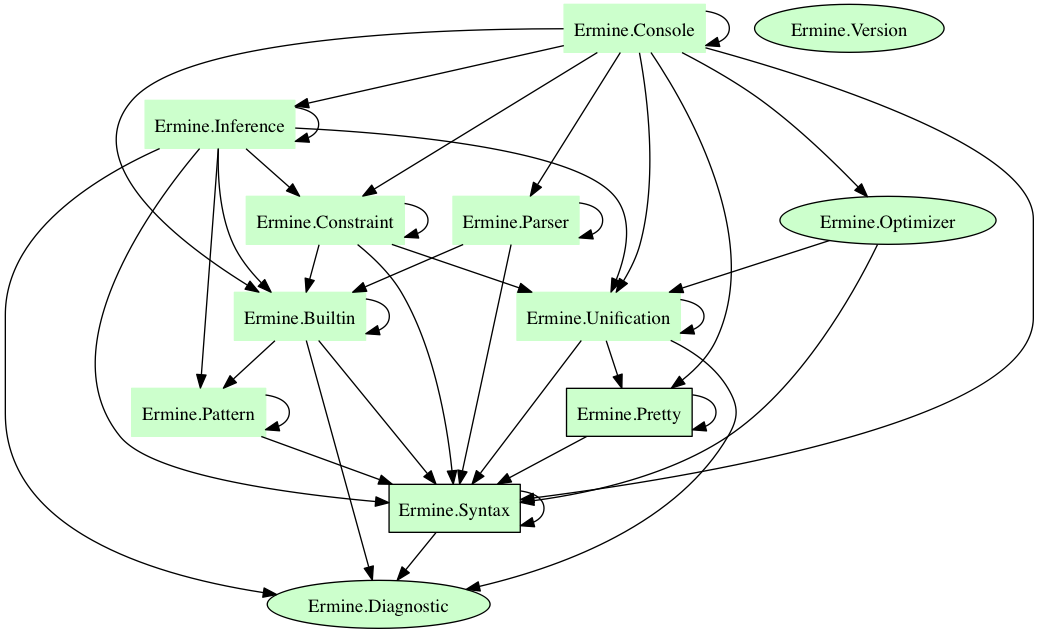 Ermine.Console
Ermine.Version
Ermine.Inference
Ermine.Constraint
Ermine.Parser
Ermine.Optimizer
Ermine.Builtin
Ermine.Unification
Ermine.Pattern
Ermine.Pretty
Ermine.Syntax
Ermine.Diagnostic